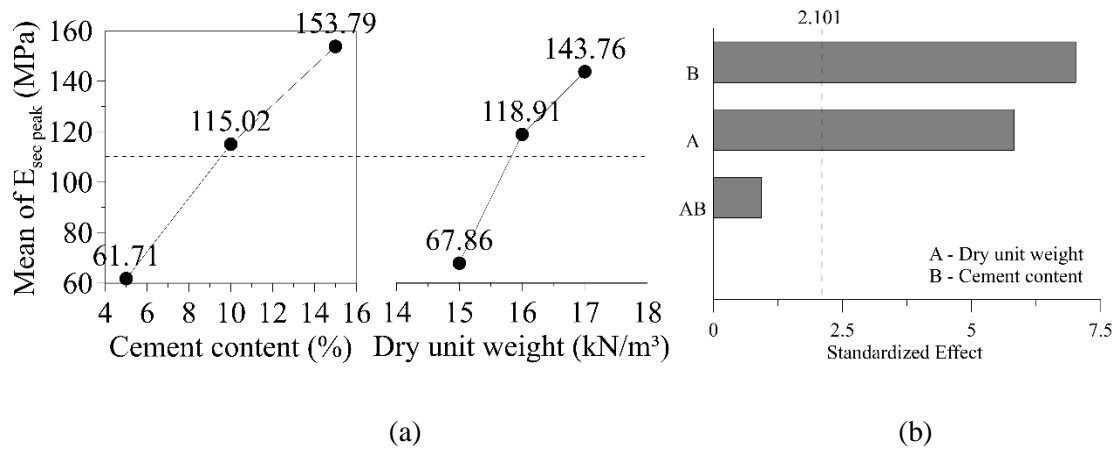 Mean of E_sec peak (MPa)
160
140
120
100
80
60
153.79
115.02
61.71
143.76
118.91
67.86
4 6 8 10 12 14 16 14 15 16 17 18
Cement content (%) Dry unit weight (kN/m³)
(a)
2.101
B
A
AB
A - Dry unit weight
B - Cement content
0 2.5 5 7.5
Standardized Effect
(b)